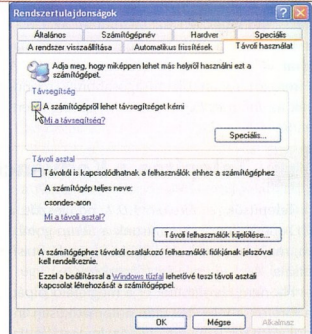 Rendszertulajdonságok
Általános
Számítógépnév
Hardver
Speciális
A rendszer visszaállítása
Automatikus frissítések
Távoli használat
Adja meg, hogy miképpen lehet más helyről használni ezt a
számítógépet.
Távsegítség
A számítógépről lehet távsegítséget kérni
Mi a távsegítség?
Speciális...
Távoli asztal
Távolról is kapcsolódhatnak a felhasználók ehhez a számítógéphez
A számítógép teljes neve:
csondes-aron
Mi a távoli asztal?
Távoli felhasználók kijelölése...
A számítógéphez távolról csatlakozó felhasználók fiókjának jelszóval
kell rendelkeznie.
Ezzel a beállítással a Windows tűzfal lehetővé teszi távoli asztali
kapcsolat létrehozását a számítógéppel.
OK
Mégse
Alkalmaz